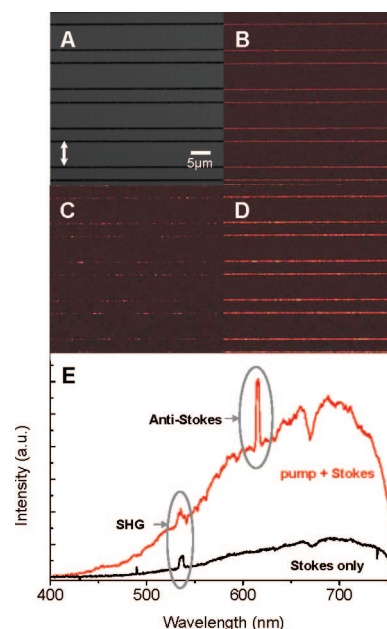 A
B
5µm
C
D
E
Anti-Stokes
pump + Stokes
SHG
Stokes only
Intensity (a.u.)
400 500 600 700
Wavelength (nm)